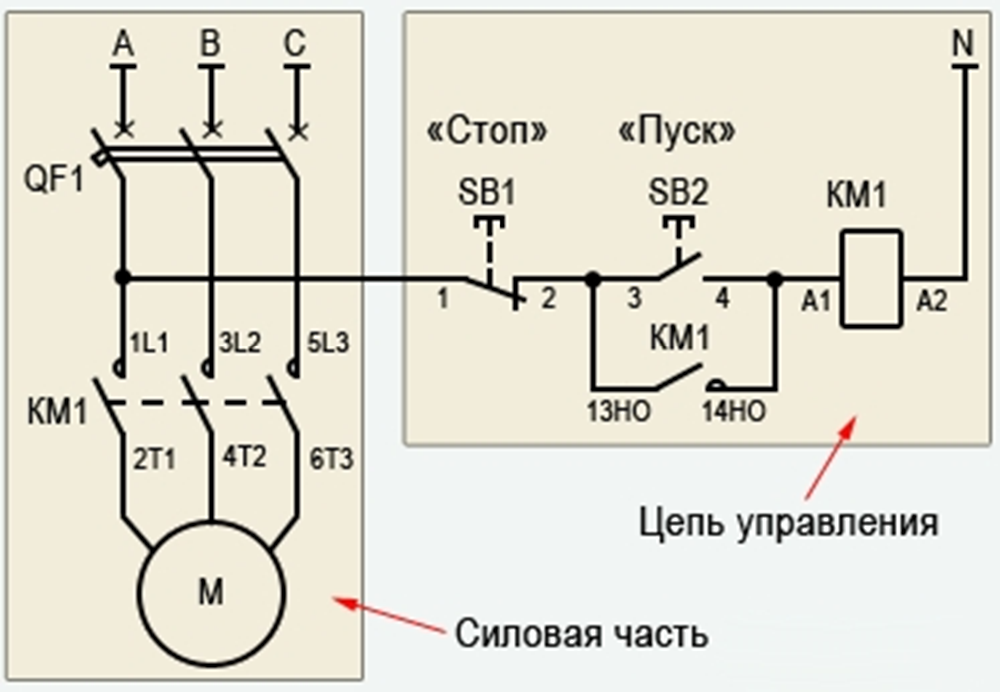 A B C
QF1
1L1 3L2 5L3
KM1
2T1 4T2 6T3
M
N
«Стоп» «Пуск»
SB1 SB2 KM1
1 2 3 4 A1 A2
KM1
13НО 14НО
Цепь управления
Силовая часть